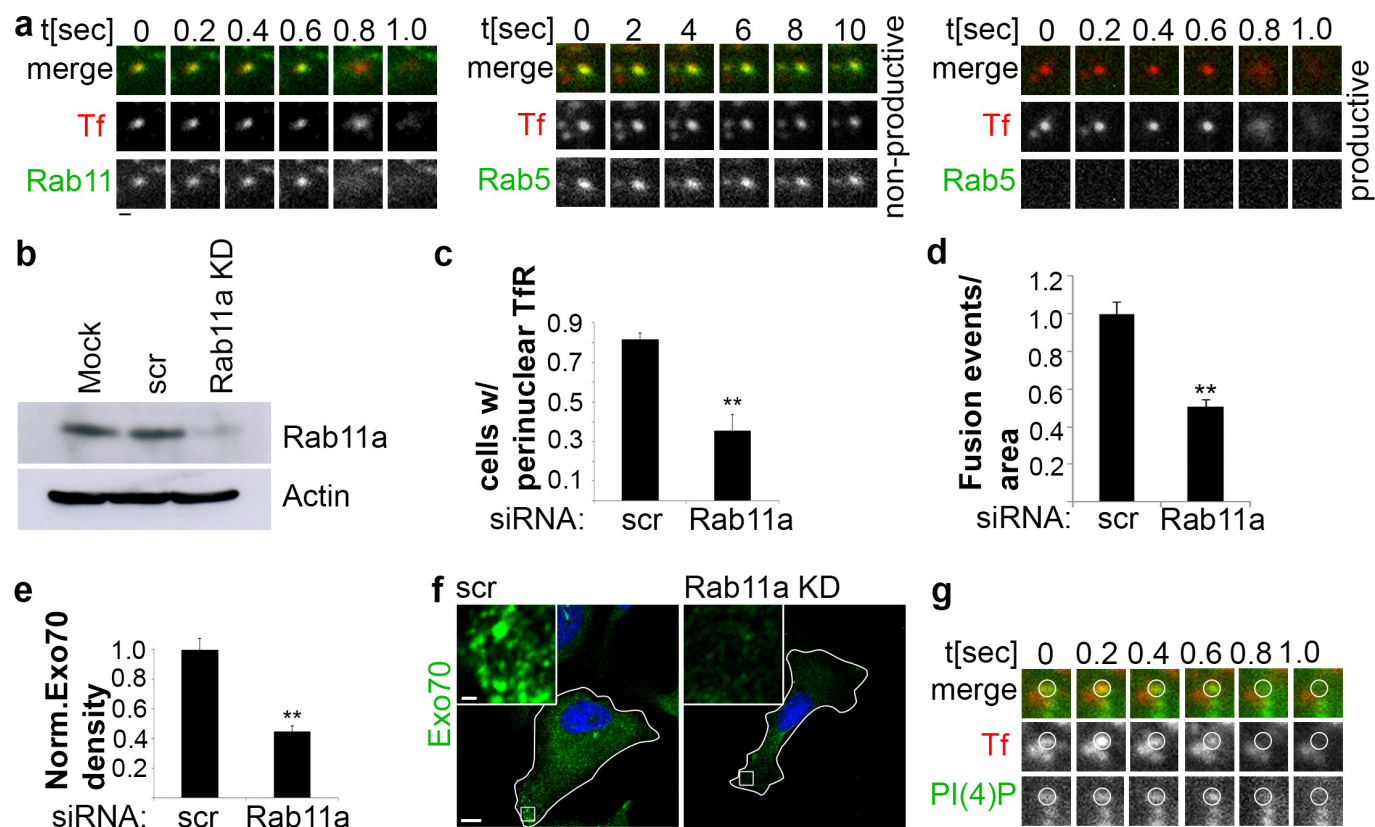 a
t[sec] 0 0.2 0.4 0.6 0.8 1.0
merge
Tf
Rab11
t[sec] 0 2 4 6 8 10
merge
Tf
Rab5
non-productive
t[sec] 0 0.2 0.4 0.6 0.8 1.0
merge
Tf
Rab5
productive
b
Mock
scr
Rab11a KD
Rab11a
Actin
c
cells w/
perinuclear TfR
0.9
0.7
0.5
0.3
0.1
**
siRNA: scr Rab11a
d
Fusion events/
area
1.2
1.0
0.8
0.6
0.4
0.2
**
siRNA: scr Rab11a
e
Norm.Exo70
density
1.0
0.8
0.6
0.4
0.2
**
siRNA: scr Rab11a
f
scr Rab11a KD
Exo70
g
t[sec] 0 0.2 0.4 0.6 0.8 1.0
merge
Tf
PI(4)P